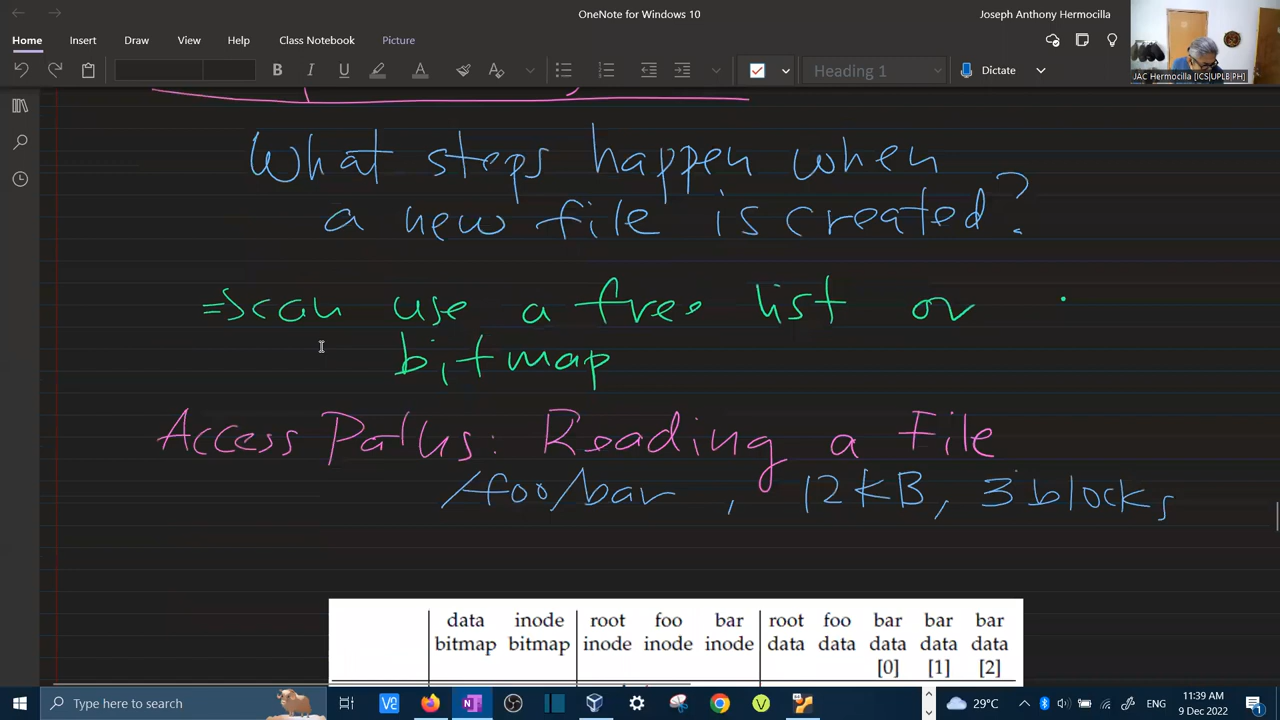 OneNote for Windows 10
Joseph Anthony Hermocilla
Home Insert Draw View Help Class Notebook Picture
B I U A Heading 1 Dictate
JAC Hermocilla [ICS|UPLB PH]
What steps happen when
a new file is created?
=> can use a free list or
bitmap
Access Paths: Reading a File
/foo/bar , 12KB, 3 blocks
data inode root foo bar root foo bar bar bar
bitmap bitmap inode inode inode data data data data data
[0] [1] [2]
Type here to search
29°C
11:39 AM
9 Dec 2022